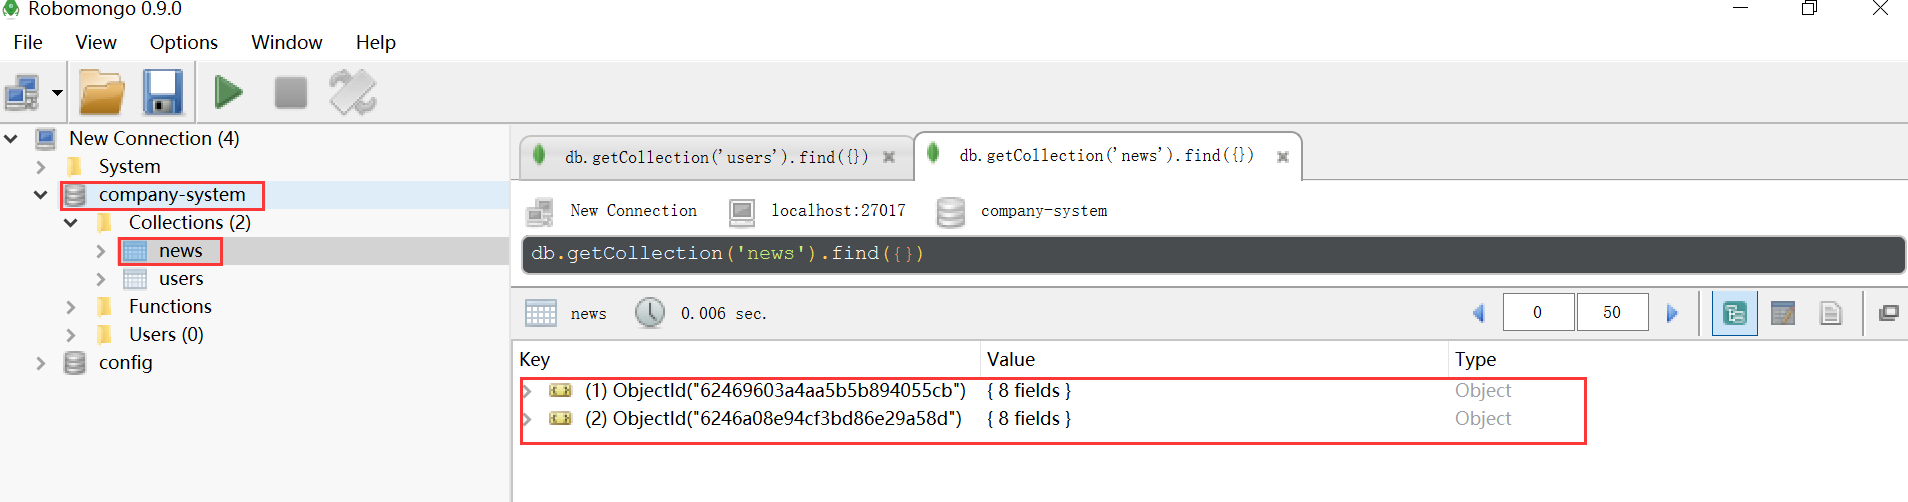 Robomongo 0.9.0
File View Options Window Help
New Connection (4)
System
company-system
Collections (2)
news
users
Functions
Users (0)
config
db.getCollection('users').find({}) db.getCollection('news').find({})
New Connection localhost:27017 company-system
db.getCollection('news').find({})
news 0.006 sec. 0 50
Key Value Type
(1) ObjectId("62469603a4aa5b5b894055cb") { 8 fields } Object
(2) ObjectId("6246a08e94cf3bd86e29a58d") { 8 fields } Object